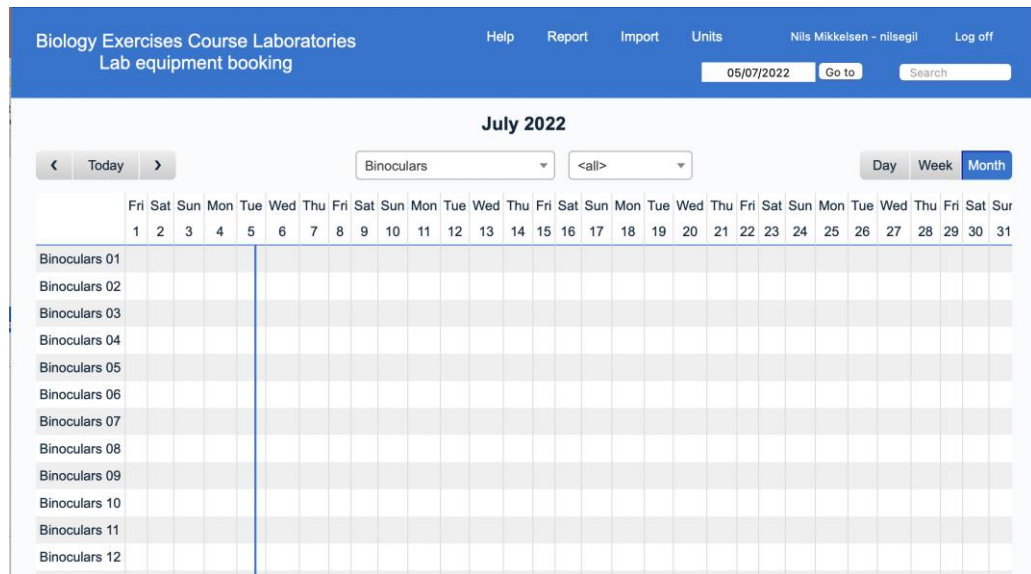 Biology Exercises Course Laboratories
Lab equipment booking
Help Report Import Units Nils Mikkelsen - nilsegil Log off
05/07/2022 Go to Search
July 2022
‹ Today › Binoculars <all> Day Week Month
Fri Sat Sun Mon Tue Wed Thu Fri Sat Sun Mon Tue Wed Thu Fri Sat Sun Mon Tue Wed Thu Fri Sat Sun Mon Tue Wed Thu Fri Sat Sun
1 2 3 4 5 6 7 8 9 10 11 12 13 14 15 16 17 18 19 20 21 22 23 24 25 26 27 28 29 30 31
Binoculars 01
Binoculars 02
Binoculars 03
Binoculars 04
Binoculars 05
Binoculars 06
Binoculars 07
Binoculars 08
Binoculars 09
Binoculars 10
Binoculars 11
Binoculars 12